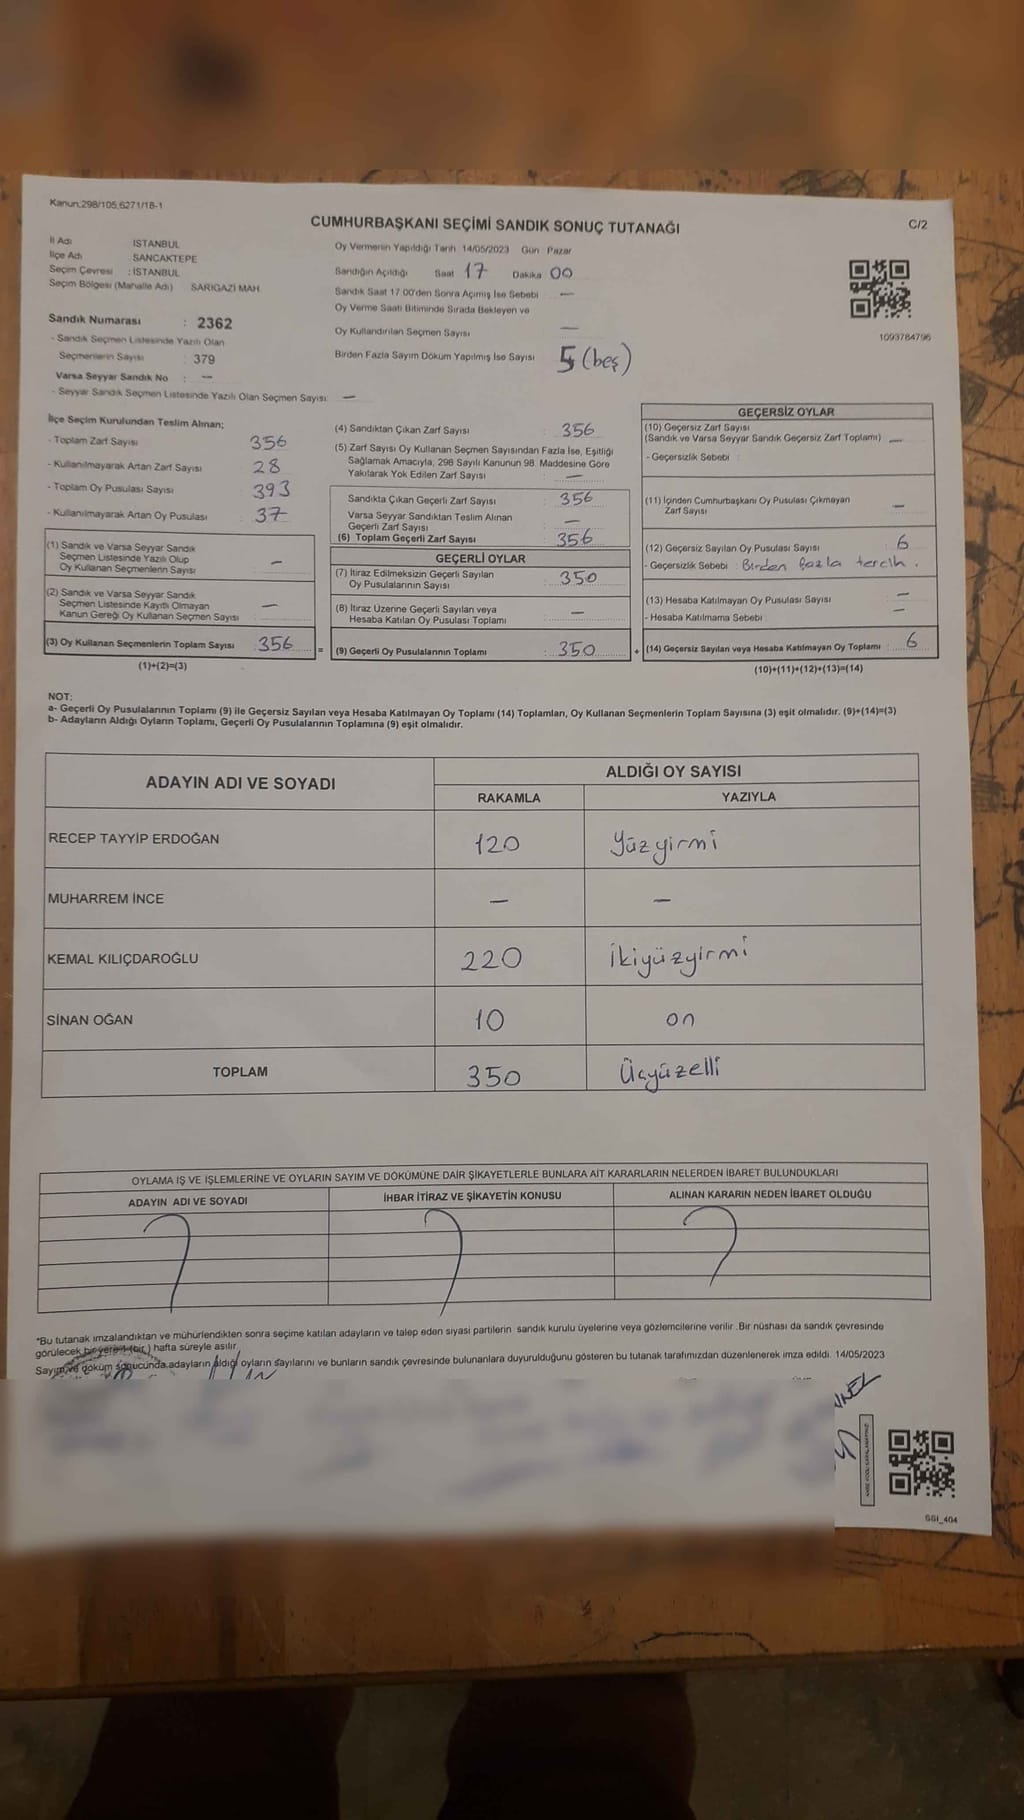 Kanun:298/105,6271/18-1
CUMHURBAŞKANI SEÇİMİ SANDIK SONUÇ TUTANAĞI
C/2
İl Adı İSTANBUL
İlçe Adı SANCAKTEPE
Seçim Çevresi : İSTANBUL
Seçim Bölgesi (Mahalle Adı) SARIGAZİ MAH.
Oy Vermenin Yapıldığı Tarih 14/05/2023 Gün Pazar
Sandığın Açıldığı Saat 17 Dakika 00
Sandık Saat 17:00'den Sonra Açımış İse Sebebi —
Oy Verme Saati Bitiminde Sırada Bekleyen ve
Oy Kullandırılan Seçmen Sayısı —
Birden Fazla Sayım Döküm Yapılmış İse Sayısı 5 (beş)
1093784796
Sandık Numarası : 2362
- Sandık Seçmen Listesinde Yazılı Olan
Seçmenlerin Sayısı : 379
Varsa Seyyar Sandık No : —
- Seyyar Sandık Seçmen Listesinde Yazılı Olan Seçmen Sayısı: —
İlçe Seçim Kurulundan Teslim Alınan;
- Toplam Zarf Sayısı 356
- Kullanılmayarak Artan Zarf Sayısı 28
- Toplam Oy Pusulası Sayısı 393
- Kullanılmayarak Artan Oy Pusulası 37
(1) Sandık ve Varsa Seyyar Sandık
Seçmen Listesinde Yazılı Olup
Oy Kullanan Seçmenlerin Sayısı —
(2) Sandık ve Varsa Seyyar Sandık
Seçmen Listesinde Kayıtlı Olmayan
Kanun Gereği Oy Kullanan Seçmen Sayısı —
(3) Oy Kullanan Seçmenlerin Toplam Sayısı 356
(1)+(2)=(3)
(4) Sandıktan Çıkan Zarf Sayısı : 356
(5) Zarf Sayısı Oy Kullanan Seçmen Sayısından Fazla İse, Eşitliği
Sağlamak Amacıyla, 298 Sayılı Kanunun 98. Maddesine Göre
Yakılarak Yok Edilen Zarf Sayısı —
Sandıkta Çıkan Geçerli Zarf Sayısı : 356
Varsa Seyyar Sandıktan Teslim Alınan
Geçerli Zarf Sayısı —
(6) Toplam Geçerli Zarf Sayısı 356
GEÇERLİ OYLAR
(7) İtiraz Edilmeksizin Geçerli Sayılan
Oy Pusulalarının Sayısı : 350
(8) İtiraz Üzerine Geçerli Sayılan veya
Hesaba Katılan Oy Pusulası Toplamı —
= (9) Geçerli Oy Pusulalarının Toplamı : 350
GEÇERSİZ OYLAR
(10) Geçersiz Zarf Sayısı
(Sandık ve Varsa Seyyar Sandık Geçersiz Zarf Toplamı) —
- Geçersizlik Sebebi :
(11) İçinden Cumhurbaşkanı Oy Pusulası Çıkmayan
Zarf Sayısı —
(12) Geçersiz Sayılan Oy Pusulası Sayısı : 6
- Geçersizlik Sebebi : Birden fazla tercih.
(13) Hesaba Katılmayan Oy Pusulası Sayısı —
- Hesaba Katılmama Sebebi —
+ (14) Geçersiz Sayılan veya Hesaba Katılmayan Oy Toplamı : 6
(10)+(11)+(12)+(13)=(14)
NOT:
a- Geçerli Oy Pusulalarının Toplamı (9) ile Geçersiz Sayılan veya Hesaba Katılmayan Oy Toplamı (14) Toplamları, Oy Kullanan Seçmenlerin Toplam Sayısına (3) eşit olmalıdır. (9)+(14)=(3)
b- Adayların Aldığı Oyların Toplamı, Geçerli Oy Pusulalarının Toplamına (9) eşit olmalıdır.
ADAYIN ADI VE SOYADI
ALDIĞI OY SAYISI
RAKAMLA YAZIYLA
RECEP TAYYİP ERDOĞAN 120 Yüzyirmi
MUHARREM İNCE — —
KEMAL KILIÇDAROĞLU 220 İkiyüzyirmi
SİNAN OĞAN 10 on
TOPLAM 350 Üçyüzelli
OYLAMA İŞ VE İŞLEMLERİNE VE OYLARIN SAYIM VE DÖKÜMÜNE DAİR ŞİKAYETLERLE BUNLARA AİT KARARLARIN NELERDEN İBARET BULUNDUKLARI
ADAYIN ADI VE SOYADI İHBAR İTİRAZ VE ŞİKAYETİN KONUSU ALINAN KARARIN NEDEN İBARET OLDUĞU
*Bu tutanak imzalandıktan ve mühürlendikten sonra seçime katılan adayların ve talep eden siyasi partilerin sandık kurulu üyelerine veya gözlemcilerine verilir. Bir nüshası da sandık çevresinde
görülecek bir yere 1 (bir) hafta süreyle asılır.
Sayım ve döküm sonucunda adayların aldığı oyların sayılarını ve bunların sandık çevresinde bulunanlara duyurulduğunu gösteren bu tutanak tarafımızdan düzenlenerek imza edildi. 14/05/2023
GGI_404